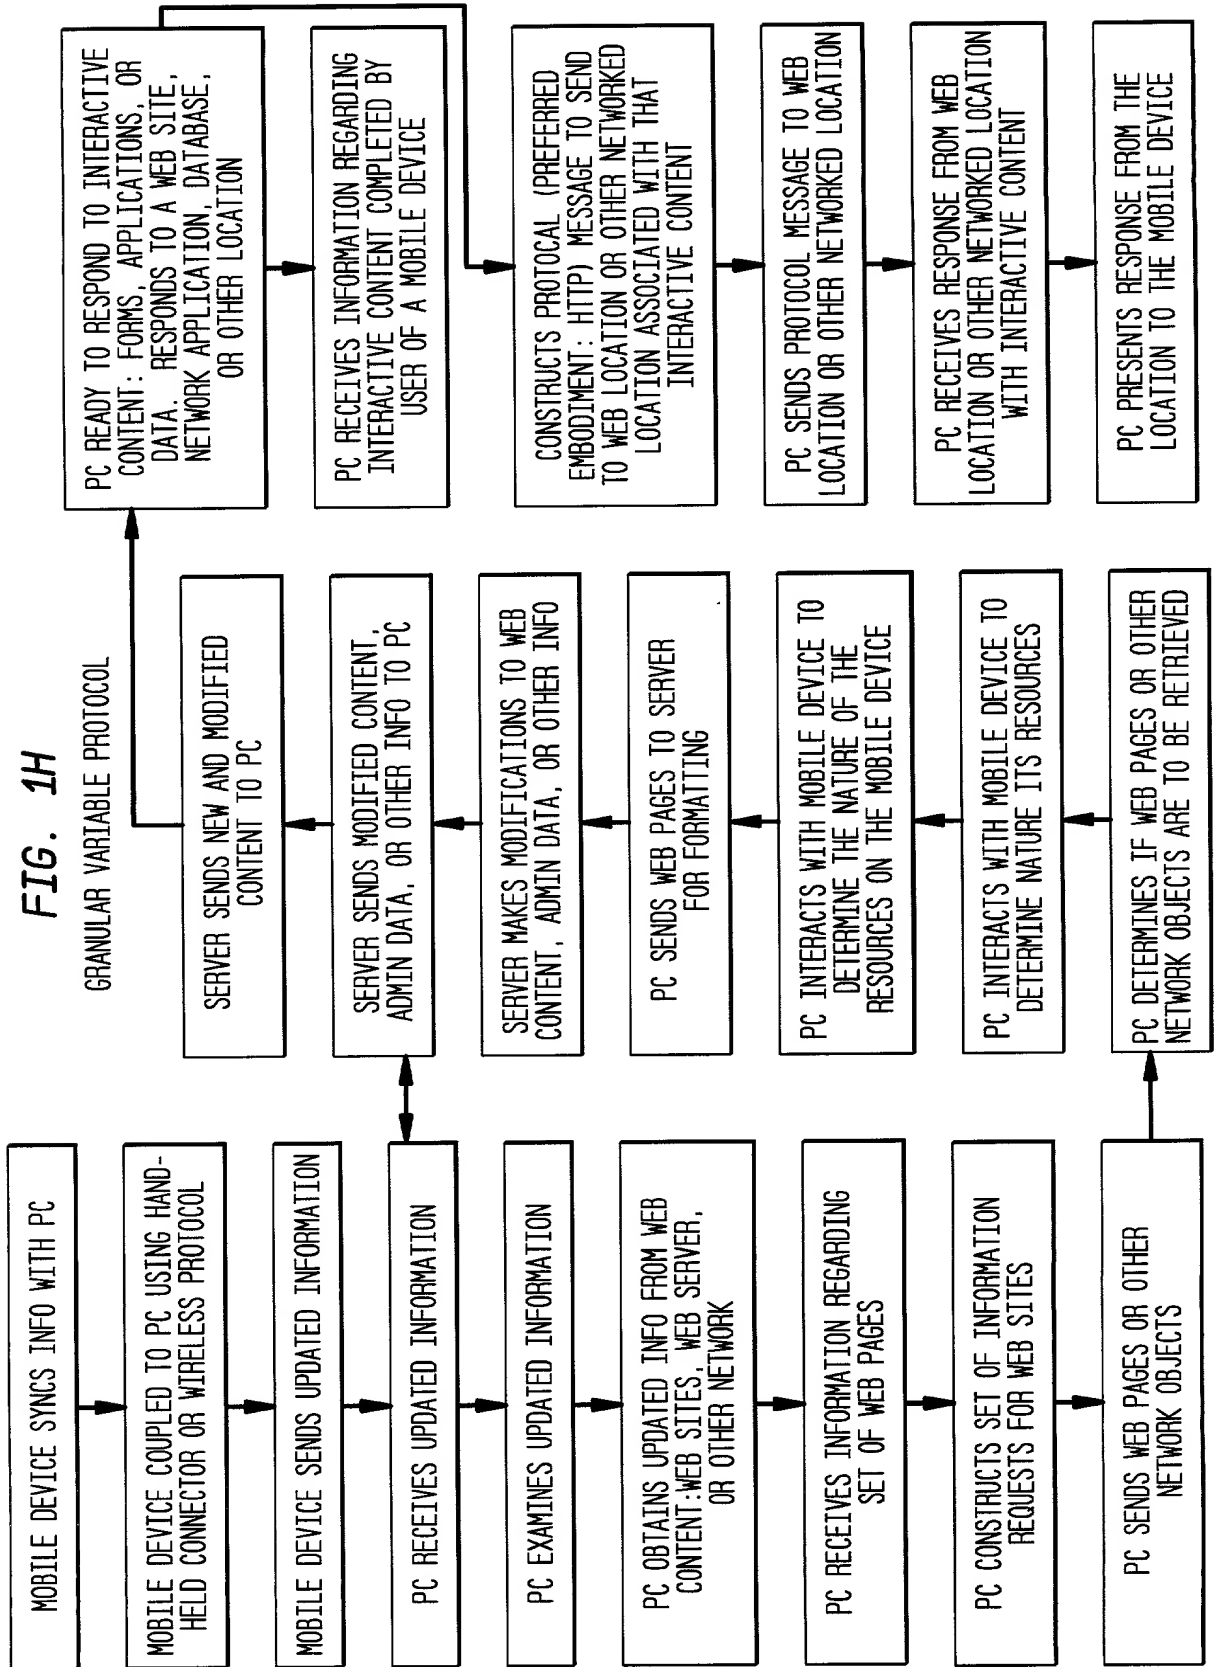 FIG. 1H
GRANULAR VARIABLE PROTOCOL
MOBILE DEVICE SYNCS INFO WITH PC
MOBILE DEVICE COUPLED TO PC USING HAND-
HELD CONNECTOR OR WIRELESS PROTOCOL
MOBILE DEVICE SENDS UPDATED INFORMATION
PC RECEIVES UPDATED INFORMATION
PC EXAMINES UPDATED INFORMATION
PC OBTAINS UPDATED INFO FROM WEB
CONTENT:WEB SITES, WEB SERVER,
OR OTHER NETWORK
PC RECEIVES INFORMATION REGARDING
SET OF WEB PAGES
PC CONSTRUCTS SET OF INFORMATION
REQUESTS FOR WEB SITES
PC SENDS WEB PAGES OR OTHER
NETWORK OBJECTS
SERVER SENDS NEW AND MODIFIED
CONTENT TO PC
SERVER SENDS MODIFIED CONTENT,
ADMIN DATA, OR OTHER INFO TO PC
SERVER MAKES MODIFICATIONS TO WEB
CONTENT, ADMIN DATA, OR OTHER INFO
PC SENDS WEB PAGES TO SERVER
FOR FORMATTING
PC INTERACTS WITH MOBILE DEVICE TO
DETERMINE THE NATURE OF THE
RESOURCES ON THE MOBILE DEVICE
PC INTERACTS WITH MOBILE DEVICE TO
DETERMINE NATURE ITS RESOURCES
PC DETERMINES IF WEB PAGES OR OTHER
NETWORK OBJECTS ARE TO BE RETRIEVED
PC READY TO RESPOND TO INTERACTIVE
CONTENT: FORMS, APPLICATIONS, OR
DATA. RESPONDS TO A WEB SITE,
NETWORK APPLICATION, DATABASE,
OR OTHER LOCATION
PC RECEIVES INFORMATION REGARDING
INTERACTIVE CONTENT COMPLETED BY
USER OF A MOBILE DEVICE
CONSTRUCTS PROTOCAL (PREFERRED
EMBODIMENT: HTTP) MESSAGE TO SEND
TO WEB LOCATION OR OTHER NETWORKED
LOCATION ASSOCIATED WITH THAT
INTERACTIVE CONTENT
PC SENDS PROTOCOL MESSAGE TO WEB
LOCATION OR OTHER NETWORKED LOCATION
PC RECEIVES RESPONSE FROM WEB
LOCATION OR OTHER NETWORKED LOCATION
WITH INTERACTIVE CONTENT
PC PRESENTS RESPONSE FROM THE
LOCATION TO THE MOBILE DEVICE